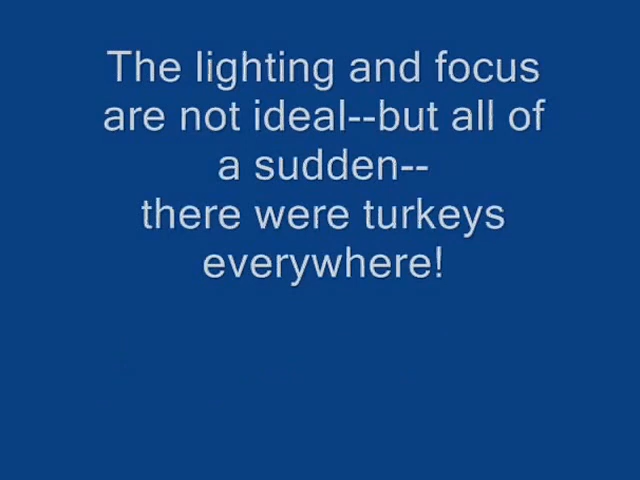 The lighting and focus
are not ideal--but all of
a sudden--
there were turkeys
everywhere!